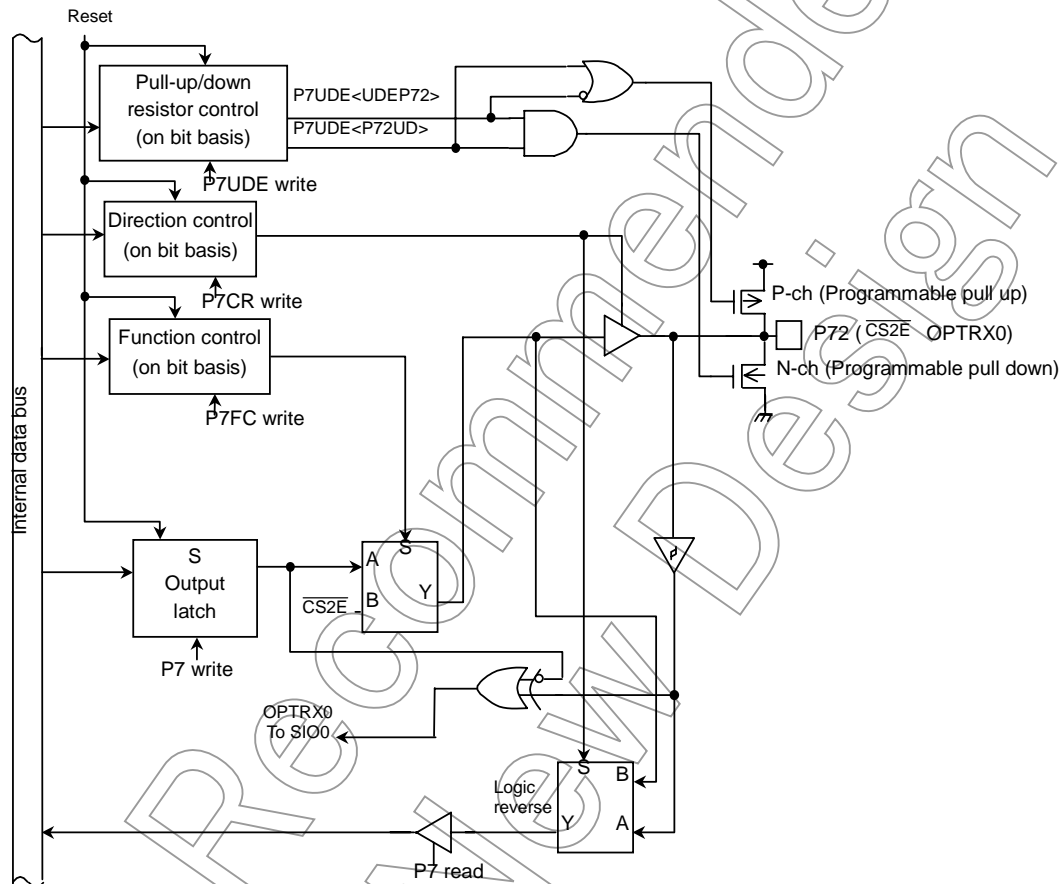 Reset
Pull-up/down
resistor control
(on bit basis)
P7UDE<UDEP72>
P7UDE<P72UD>
P7UDE write
Direction control
(on bit basis)
P7CR write
Function control
(on bit basis)
P7FC write
P-ch (Programmable pull up)
P72 ( CS2E OPTRX0)
N-ch (Programmable pull down)
Internal data bus
S
Output
latch
P7 write
S
A
B
Y
CS2E
OPTRX0
To SIO0
S
B
A
Y
Logic
reverse
P7 read
Recommende
New Design